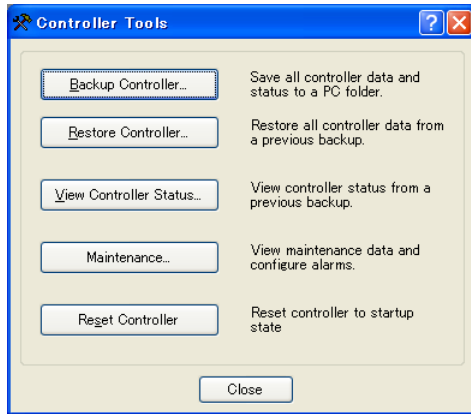 Controller Tools
Backup Controller...
Save all controller data and
status to a PC folder.
Restore Controller...
Restore all controller data from
a previous backup.
View Controller Status...
View controller status from a
previous backup.
Maintenance...
View maintenance data and
configure alarms.
Reset Controller
Reset controller to startup
state
Close